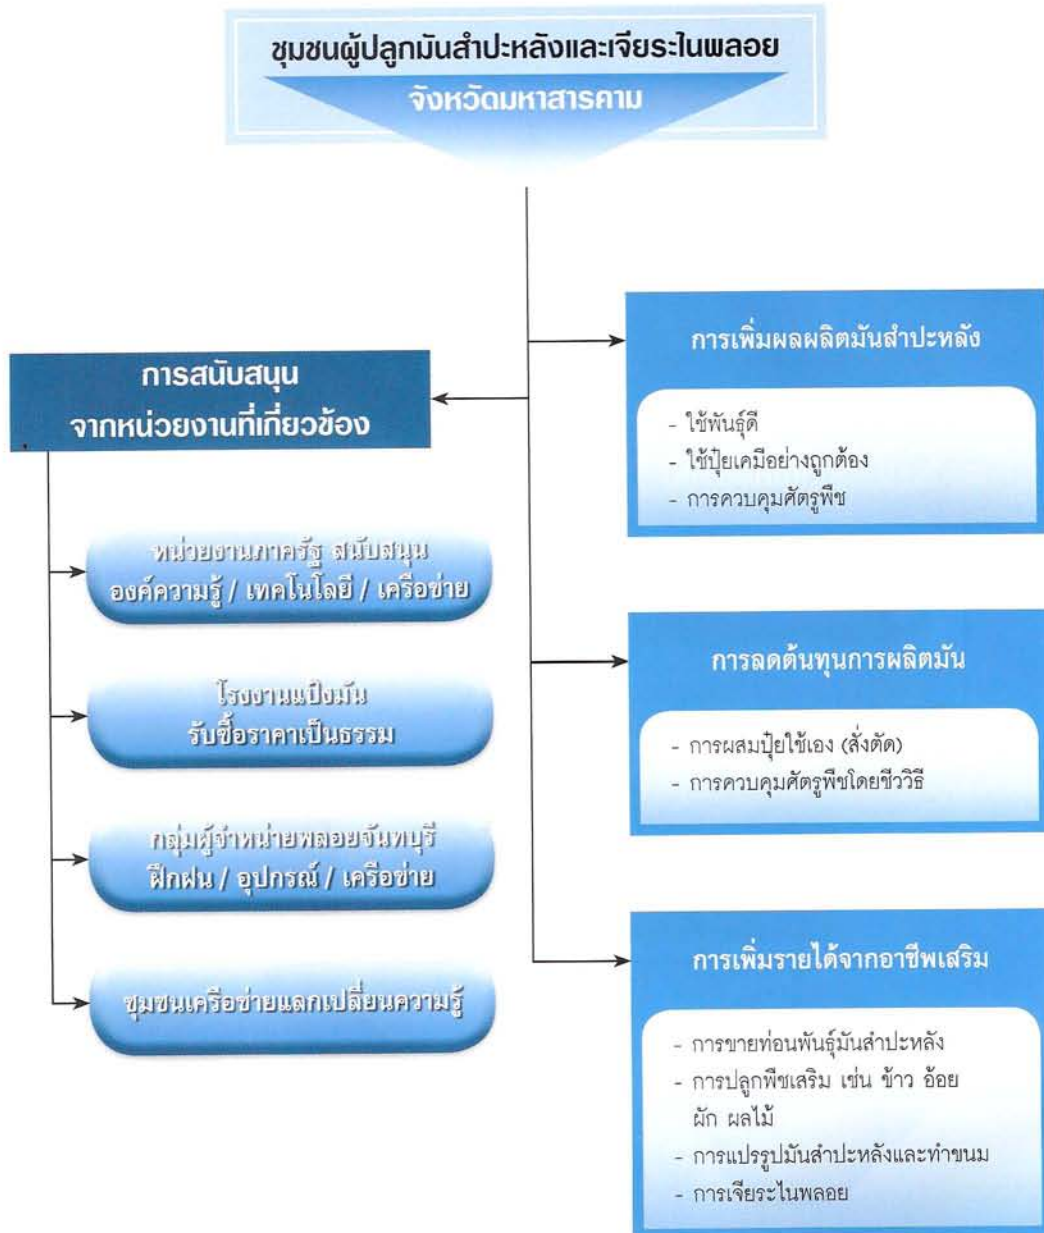 ชุมชนผู้ปลูกมันสำปะหลังและเจียระไนพลอย
จังหวัดมหาสารคาม
การสนับสนุน
จากหน่วยงานที่เกี่ยวข้อง
หน่วยงานภาครัฐ สนับสนุน
องค์ความรู้ / เทคโนโลยี / เครือข่าย
โรงงานแป้งมัน
รับซื้อราคาเป็นธรรม
กลุ่มผู้จำหน่ายพลอยจันทบุรี
ฝึกฝน / อุปกรณ์ / เครือข่าย
ชุมชนเครือข่ายแลกเปลี่ยนความรู้
การเพิ่มผลผลิตมันสำปะหลัง
- ใช้พันธุ์ดี
- ใช้ปุ๋ยเคมีอย่างถูกต้อง
- การควบคุมศัตรูพืช
การลดต้นทุนการผลิตมัน
- การผสมปุ๋ยใช้เอง (สั่งตัด)
- การควบคุมศัตรูพืชโดยชีววิธี
การเพิ่มรายได้จากอาชีพเสริม
- การขายท่อนพันธุ์มันสำปะหลัง
- การปลูกพืชเสริม เช่น ข้าว อ้อย
ผัก ผลไม้
- การแปรรูปมันสำปะหลังและทำขนม
- การเจียระไนพลอย